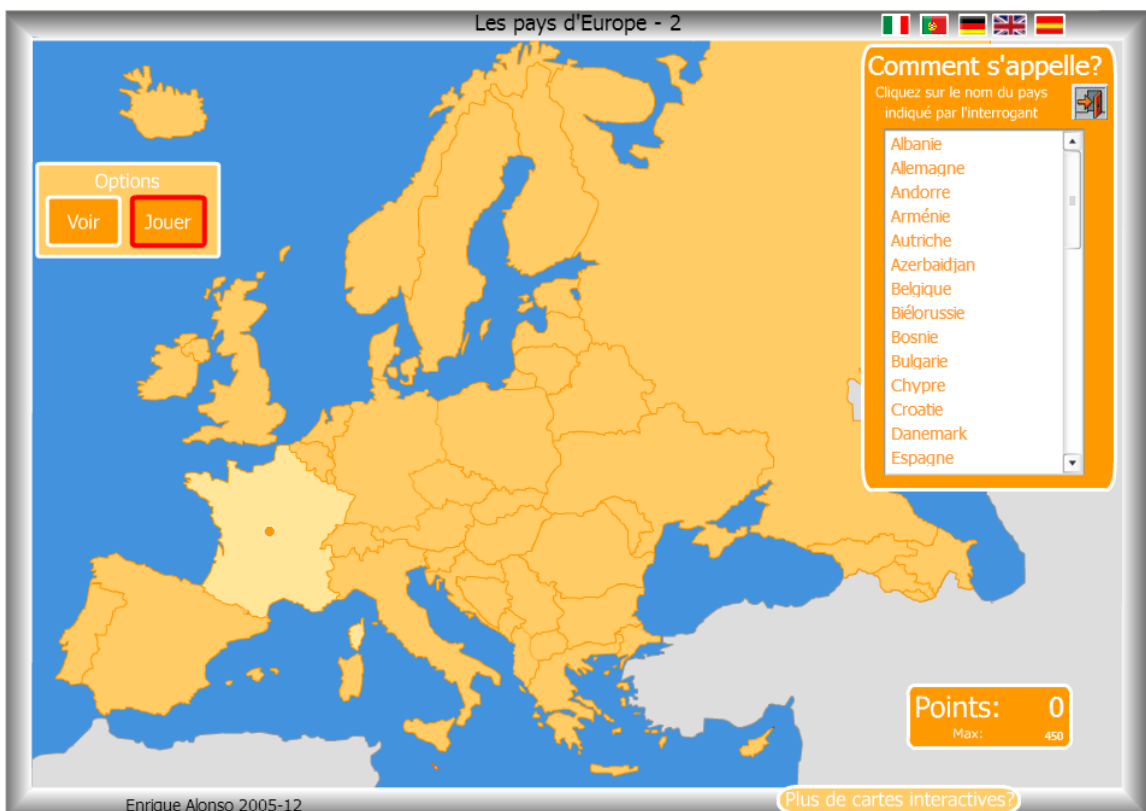 Les pays d'Europe - 2
Comment s'appelle?
Cliquez sur le nom du pays
indiqué par l'interrogant
Options
Voir
Jouer
Albanie
Allemagne
Andorre
Arménie
Autriche
Azerbaidjan
Belgique
Biélorussie
Bosnie
Bulgarie
Chypre
Croatie
Danemark
Espagne
Points: 0
Max: 450
Enrique Alonso 2005-12
Plus de cartes interactives?